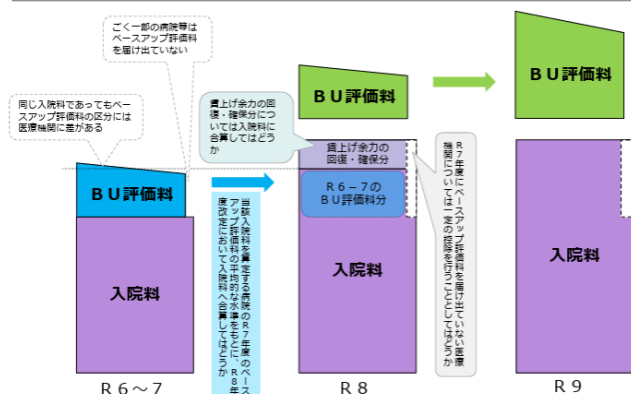 ごく一部の病院等は
ベースアップ評価料
を届け出ていない
同じ入院料であってもベー
スアップ評価料の区分には
医療機関に差がある
ＢＵ評価料
入院料
Ｒ６～７
当該入院料を算定する病院のR７年度のベース
アップ評価料の平均的な水準をもとに、R８年
度改定において入院料へ合算してはどうか
賃上げ余力の回
復・確保分につ
いては入院料に
合算してはどう
か
ＢＵ評価料
賃上げ余力の
回復・確保分
Ｒ６－７の
ＢＵ評価料分
入院料
Ｒ８
R７年度にベースアップ評価料を届け出ていない医療
機関については一定の控除を行うこととしてはどうか
ＢＵ評価料
入院料
Ｒ９